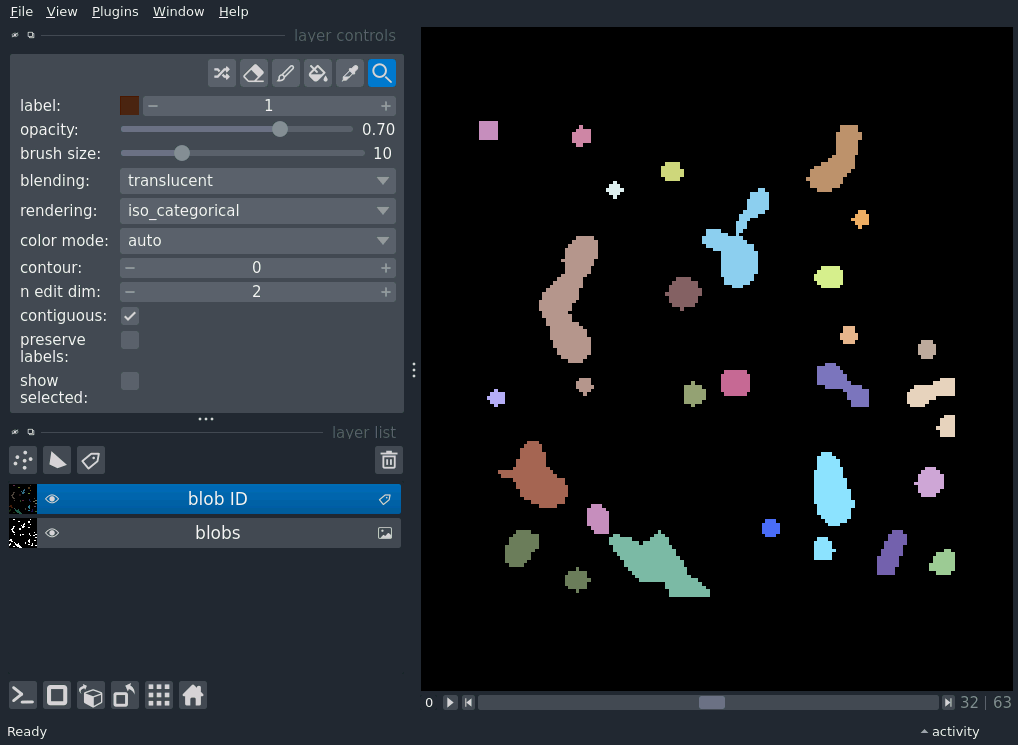 File View Plugins Window Help
layer controls
label: 1
opacity: 0.70
brush size: 10
blending: translucent
rendering: iso_categorical
color mode: auto
contour: 0
n edit dim: 2
contiguous:
preserve
labels:
show
selected:
layer list
blob ID
blobs
0 32 | 63
Ready activity